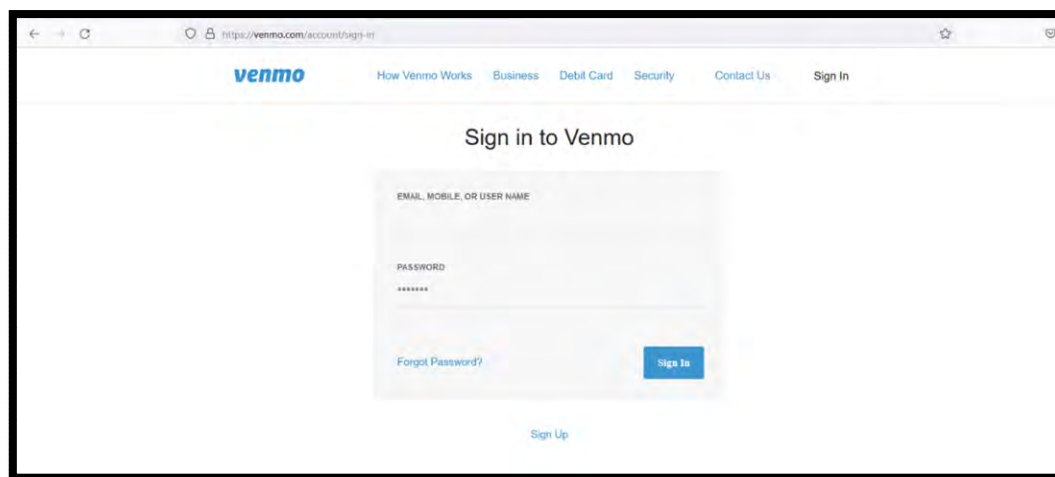 https://venmo.com/account/sign-in
venmo How Venmo Works Business Debit Card Security Contact Us Sign In
Sign in to Venmo
EMAIL, MOBILE, OR USER NAME
PASSWORD
*******
Forgot Password? Sign In
Sign Up